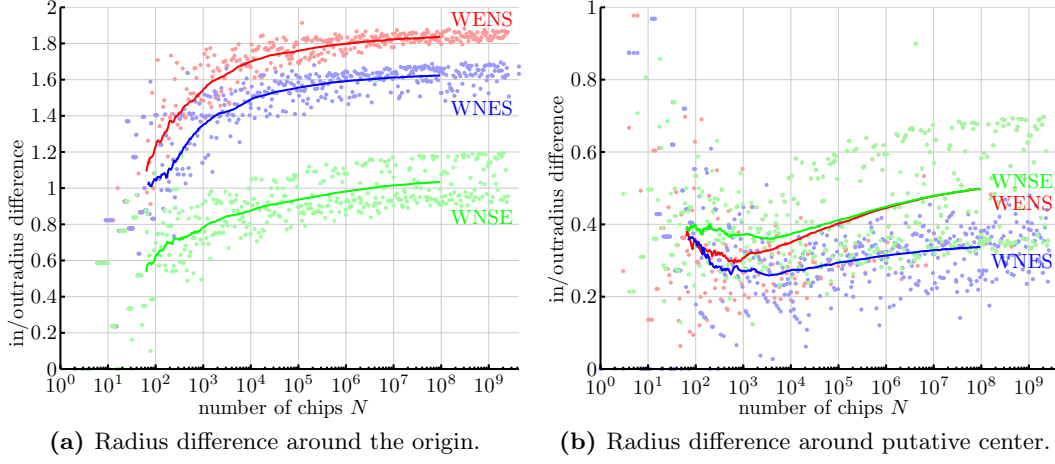 2
1.8
1.6
1.4
1.2
1
0.8
0.6
0.4
0.2
0
in/outradius difference
WENS
WNES
WNSE
10^0 10^1 10^2 10^3 10^4 10^5 10^6 10^7 10^8 10^9
number of chips N
(a) Radius difference around the origin.
1
0.8
0.6
0.4
0.2
0
in/outradius difference
WNSE
WENS
WNES
10^0 10^1 10^2 10^3 10^4 10^5 10^6 10^7 10^8 10^9
number of chips N
(b) Radius difference around putative center.